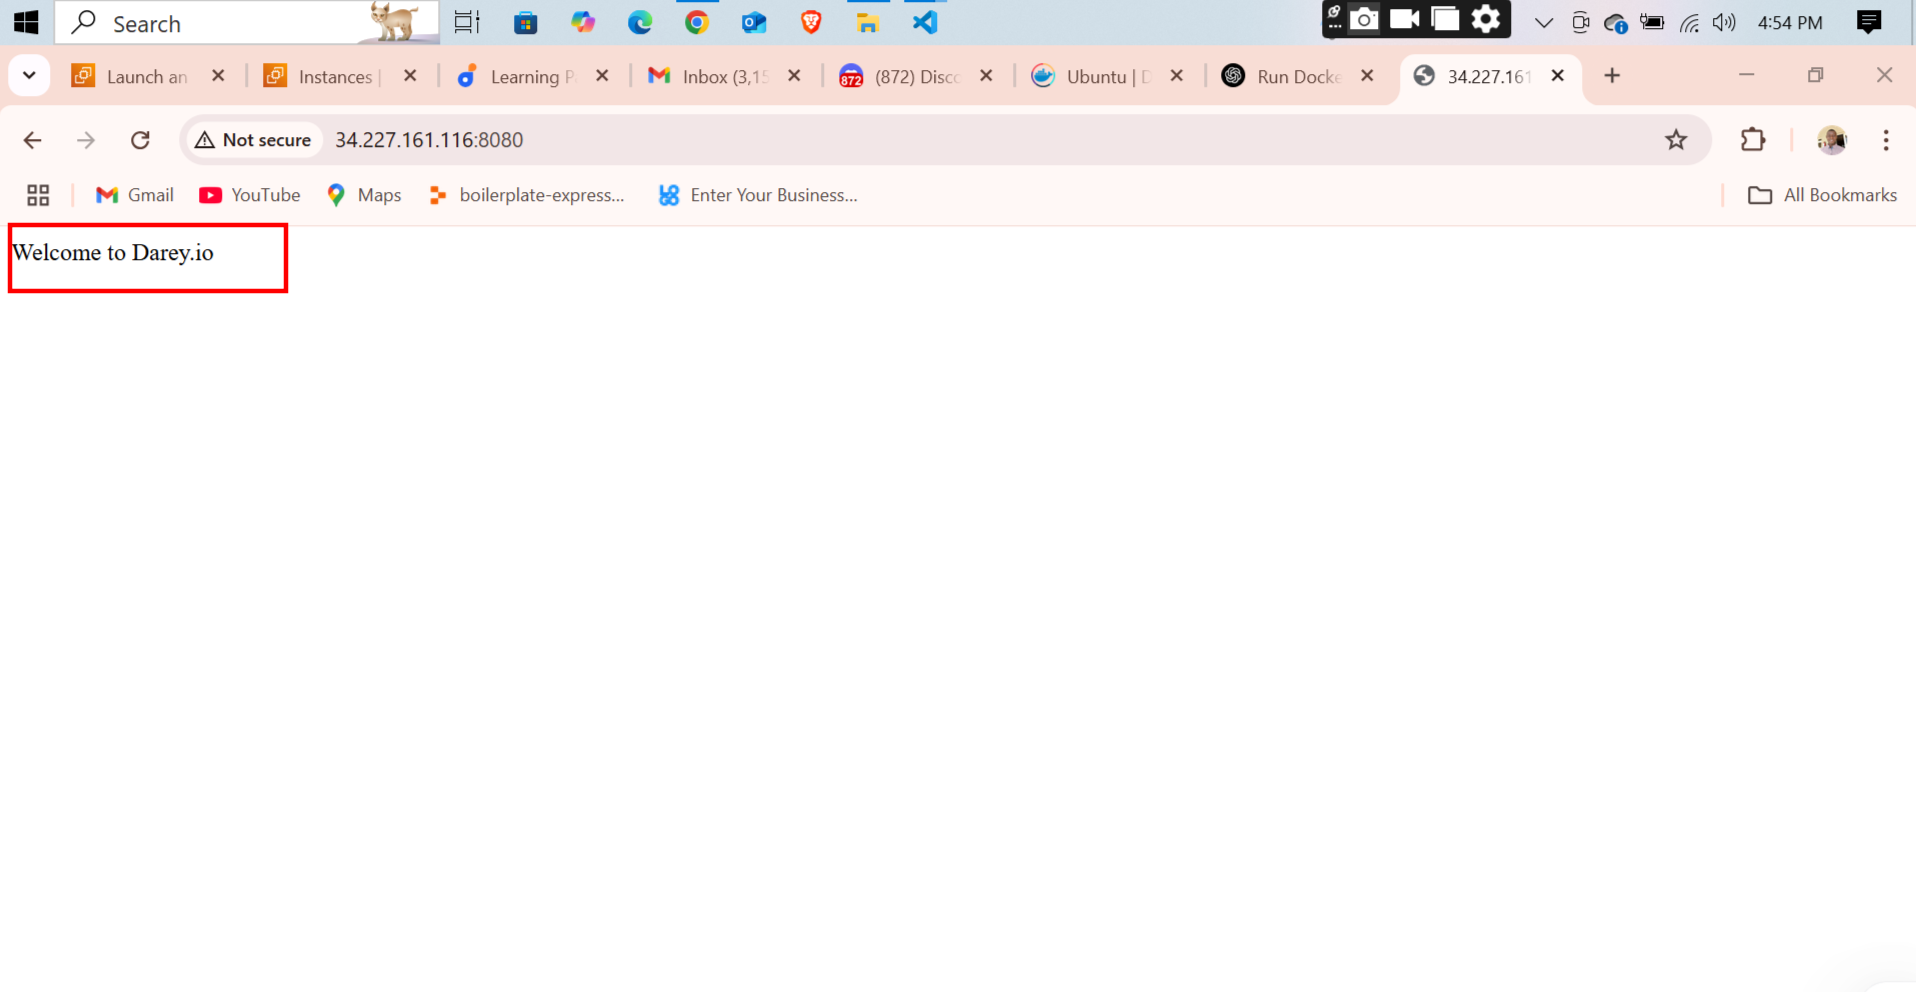 Search
4:54 PM
Launch an
Instances |
Learning P
Inbox (3,15
872
(872) Disco
Ubuntu | D
Run Docke
34.227.161
Not secure
34.227.161.116:8080
Gmail
YouTube
Maps
boilerplate-express...
Enter Your Business...
All Bookmarks
Welcome to Darey.io